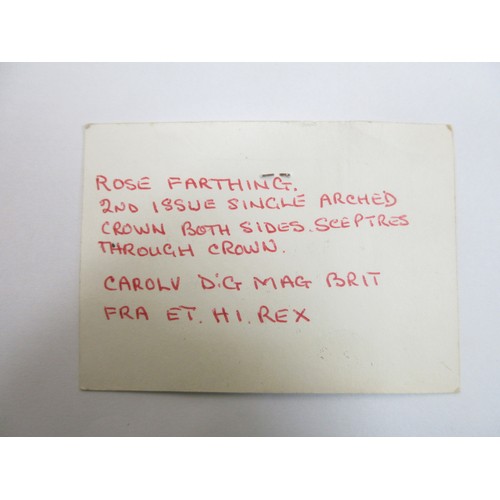 ROSE FARTHING.
2ND ISSUE SINGLE ARCHED
CROWN BOTH SIDES. SCEPTRES
THROUGH CROWN.
CAROLV D:G MAG BRIT
FRA ET. HI. REX